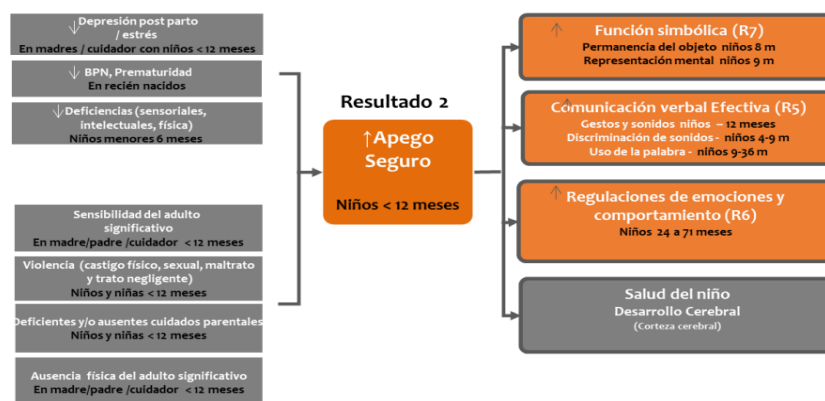 ↓Depresión post parto
/ estrés
En madres / cuidador con niños < 12 meses
↓ BPN, Prematuridad
En recién nacidos
↓Deficiencias (sensoriales,
intelectuales, física)
Niños menores 6 meses
Sensibilidad del adulto
significativo
En madre/padre /cuidador < 12 meses
Violencia (castigo físico, sexual, maltrato
y trato negligente)
Niños y niñas < 12 meses
Deficientes y/o ausentes cuidados parentales
Niños y niñas < 12 meses
Ausencia física del adulto significativo
En madre/padre /cuidador < 12 meses
Resultado 2
↑Apego
Seguro
Niños < 12 meses
↑ Función simbólica (R7)
Permanencia del objeto niños 8 m
Representación mental niños 9 m
↑ Comunicación verbal Efectiva (R5)
Gestos y sonidos niños – 12 meses
Discriminación de sonidos - niños 4-9 m
Uso de la palabra - niños 9-36 m
↑ Regulaciones de emociones y
comportamiento (R6)
Niños 24 a 71 meses
Salud del niño
Desarrollo Cerebral
(Corteza cerebral)